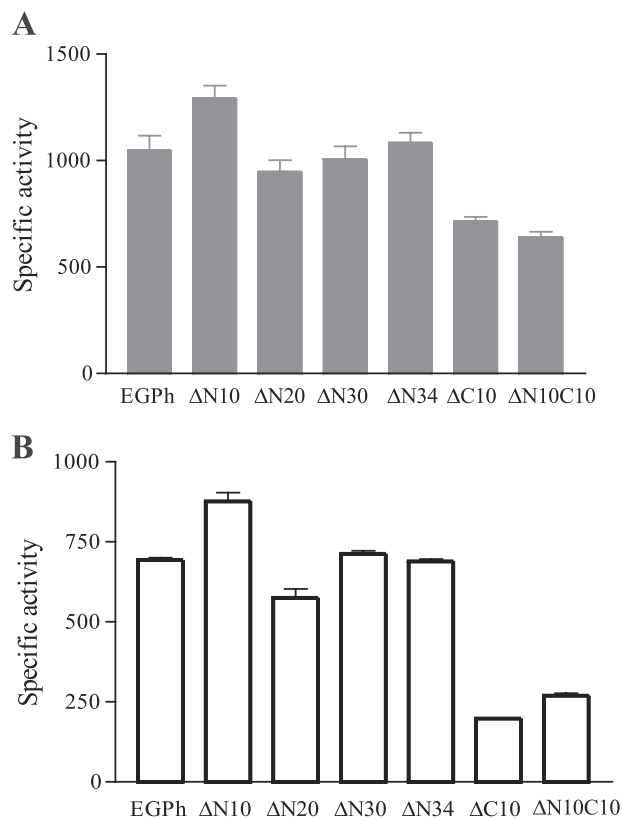 A
1500
1000
500
0
Specific activity
EGPh ΔN10 ΔN20 ΔN30 ΔN34 ΔC10 ΔN10C10
B
1000
750
500
250
0
Specific activity
EGPh ΔN10 ΔN20 ΔN30 ΔN34 ΔC10 ΔN10C10